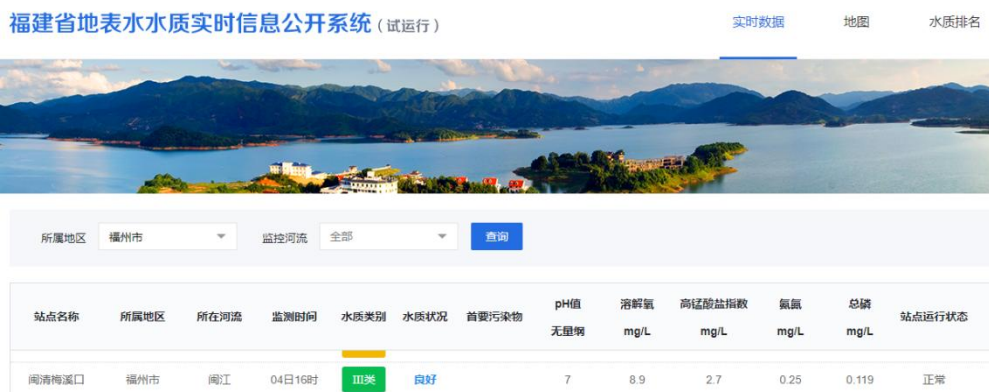 福建省地表水水质实时信息公开系统（试运行）
实时数据 地图 水质排名
所属地区 福州市 监控河流 全部 查询
站点名称 所属地区 所在河流 监测时间 水质类别 水质状况 首要污染物 pH值 无量纲 溶解氧 mg/L 高锰酸盐指数 mg/L 氨氮 mg/L 总磷 mg/L 站点运行状态
闽清梅溪口 福州市 闽江 04日16时 III类 良好 7 8.9 2.7 0.25 0.119 正常